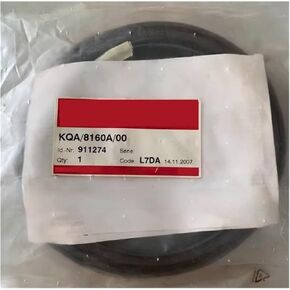 KQA/8160A/00
Id.-Nr. 911274 Serie
Qty. 1 Code L7DA 14.11.2007